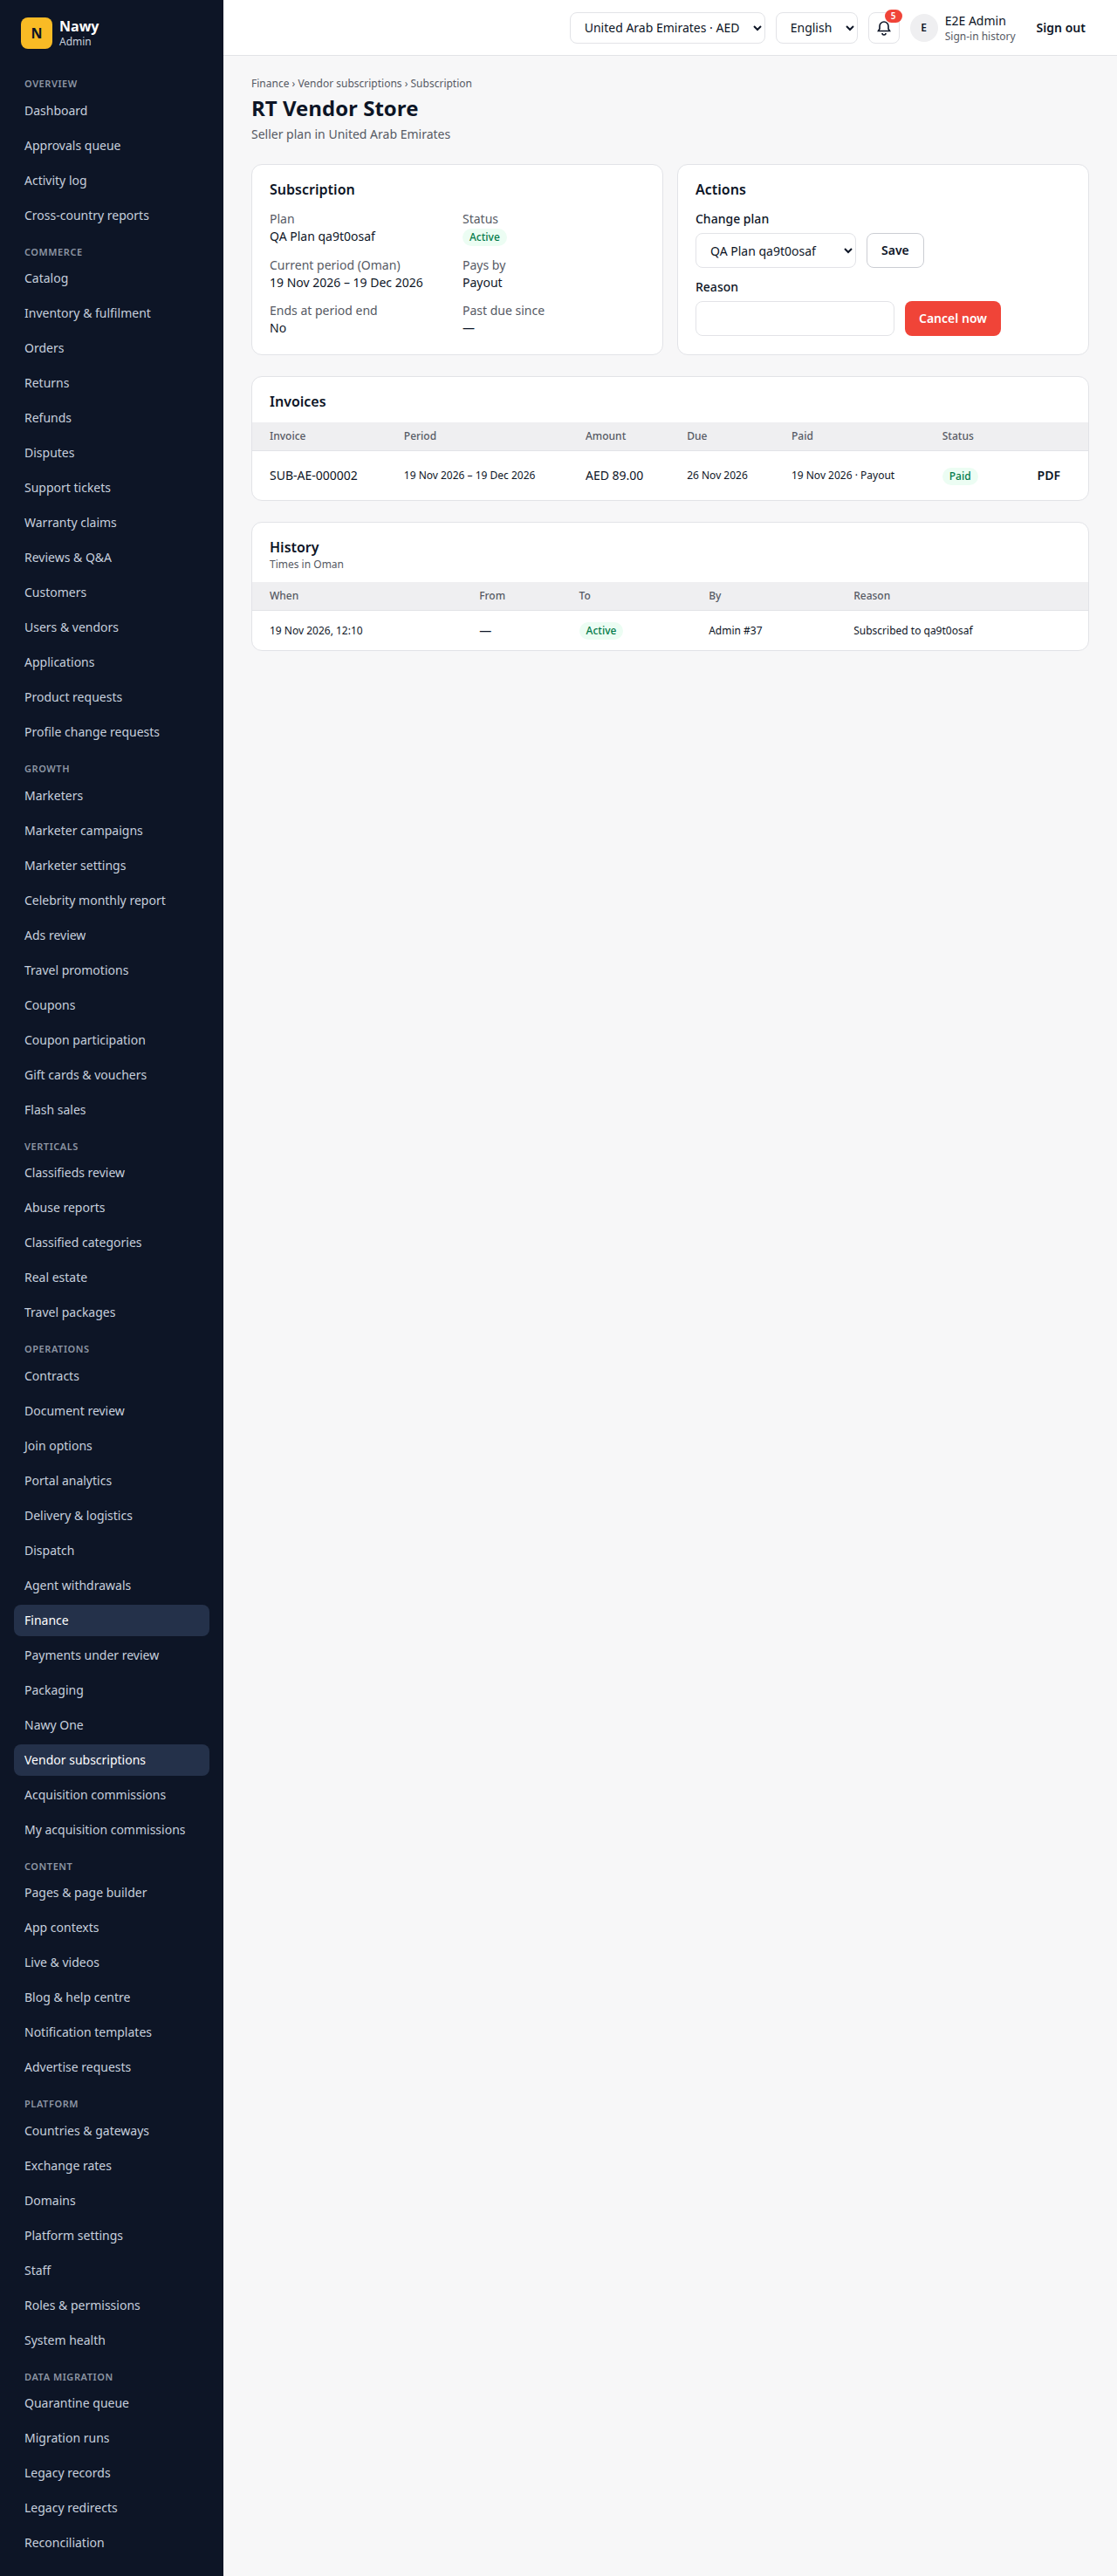 N
Nawy
Admin
OVERVIEW
Dashboard
Approvals queue
Activity log
Cross-country reports
COMMERCE
Catalog
Inventory & fulfilment
Orders
Returns
Refunds
Disputes
Support tickets
Warranty claims
Reviews & Q&A
Customers
Users & vendors
Applications
Product requests
Profile change requests
GROWTH
Marketers
Marketer campaigns
Marketer settings
Celebrity monthly report
Ads review
Travel promotions
Coupons
Coupon participation
Gift cards & vouchers
Flash sales
VERTICALS
Classifieds review
Abuse reports
Classified categories
Real estate
Travel packages
OPERATIONS
Contracts
Document review
Join options
Portal analytics
Delivery & logistics
Dispatch
Agent withdrawals
Finance
Payments under review
Packaging
Nawy One
Vendor subscriptions
Acquisition commissions
My acquisition commissions
CONTENT
Pages & page builder
App contexts
Live & videos
Blog & help centre
Notification templates
Advertise requests
PLATFORM
Countries & gateways
Exchange rates
Domains
Platform settings
Staff
Roles & permissions
System health
DATA MIGRATION
Quarantine queue
Migration runs
Legacy records
Legacy redirects
Reconciliation
United Arab Emirates · AED
English
5
E
E2E Admin
Sign-in history
Sign out
Finance › Vendor subscriptions › Subscription
RT Vendor Store
Seller plan in United Arab Emirates
Subscription
Plan Status
QA Plan qa9t0osaf Active
Current period (Oman) Pays by
19 Nov 2026 – 19 Dec 2026 Payout
Ends at period end Past due since
No —
Actions
Change plan
QA Plan qa9t0osaf Save
Reason
Cancel now
Invoices
Invoice Period Amount Due Paid Status
SUB-AE-000002 19 Nov 2026 – 19 Dec 2026 AED 89.00 26 Nov 2026 19 Nov 2026 · Payout Paid PDF
History
Times in Oman
When From To By Reason
19 Nov 2026, 12:10 — Active Admin #37 Subscribed to qa9t0osaf